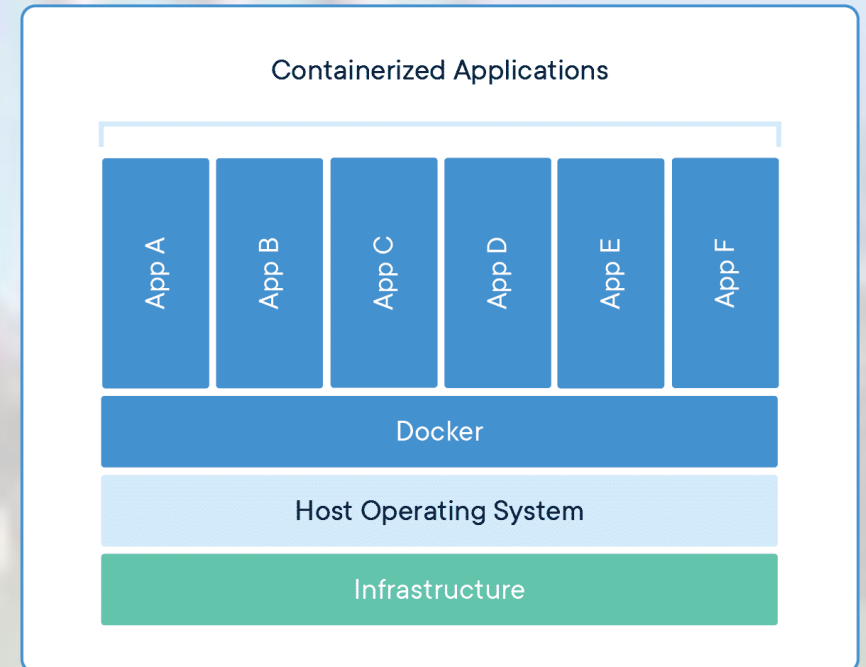 Containerized Applications
App A
App B
App C
App D
App E
App F
Docker
Host Operating System
Infrastructure